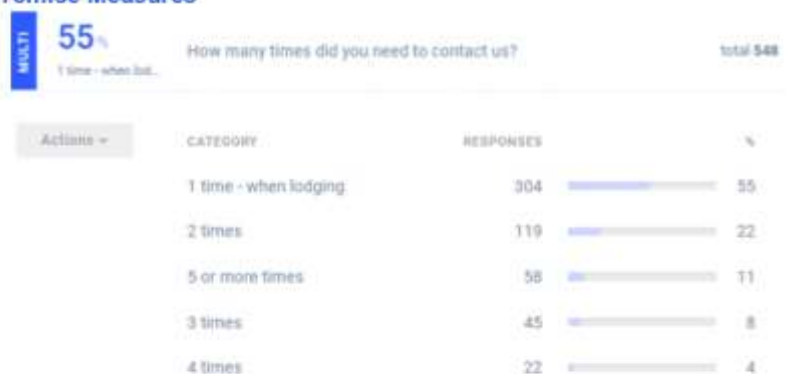 MULTI
55%
1 time - when lod...
How many times did you need to contact us?
total 548
Actions
CATEGORY RESPONSES %
1 time - when lodging 304 55
2 times 119 22
5 or more times 58 11
3 times 45 8
4 times 22 4